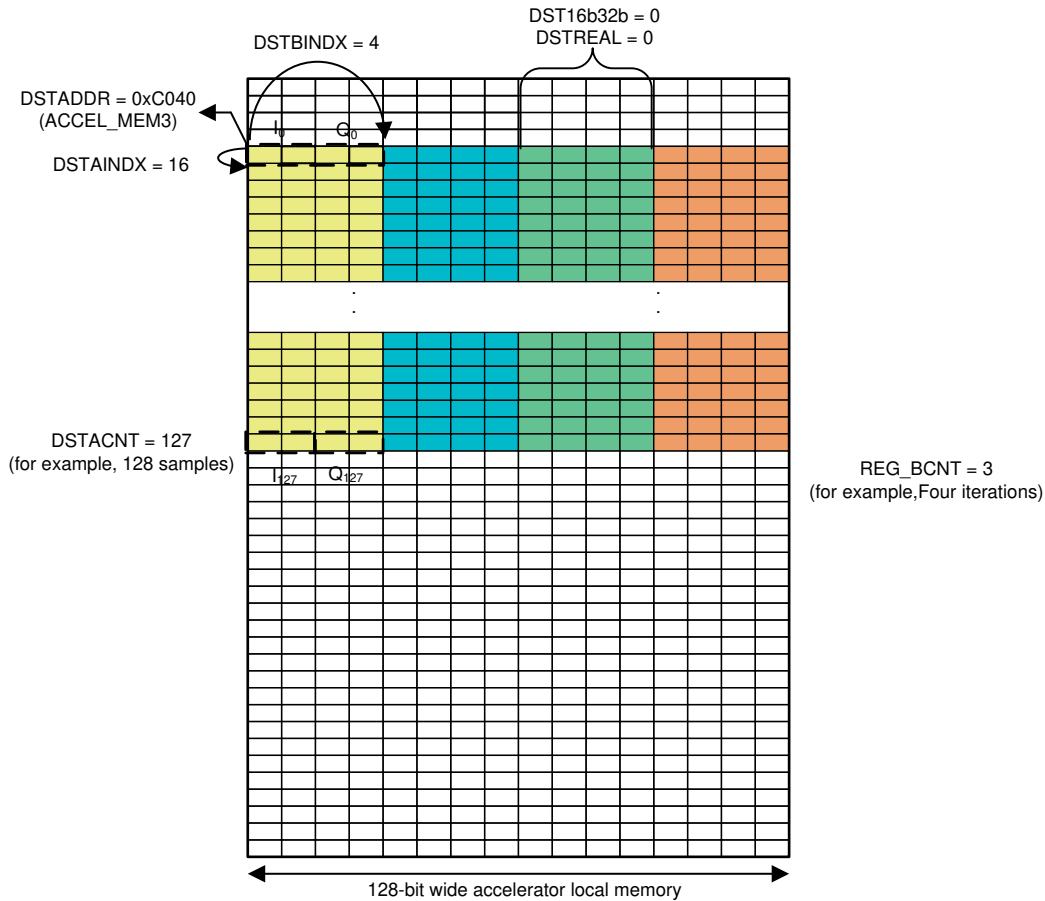 DST16b32b = 0
DSTREAL = 0
DSTBINDX = 4
DSTADDR = 0xC040
(ACCEL_MEM3)
I0 Q0
DSTAINDX = 16
.
.
.
.
DSTACNT = 127
(for example, 128 samples)
I127 Q127
REG_BCNT = 3
(for example,Four iterations)
128-bit wide accelerator local memory